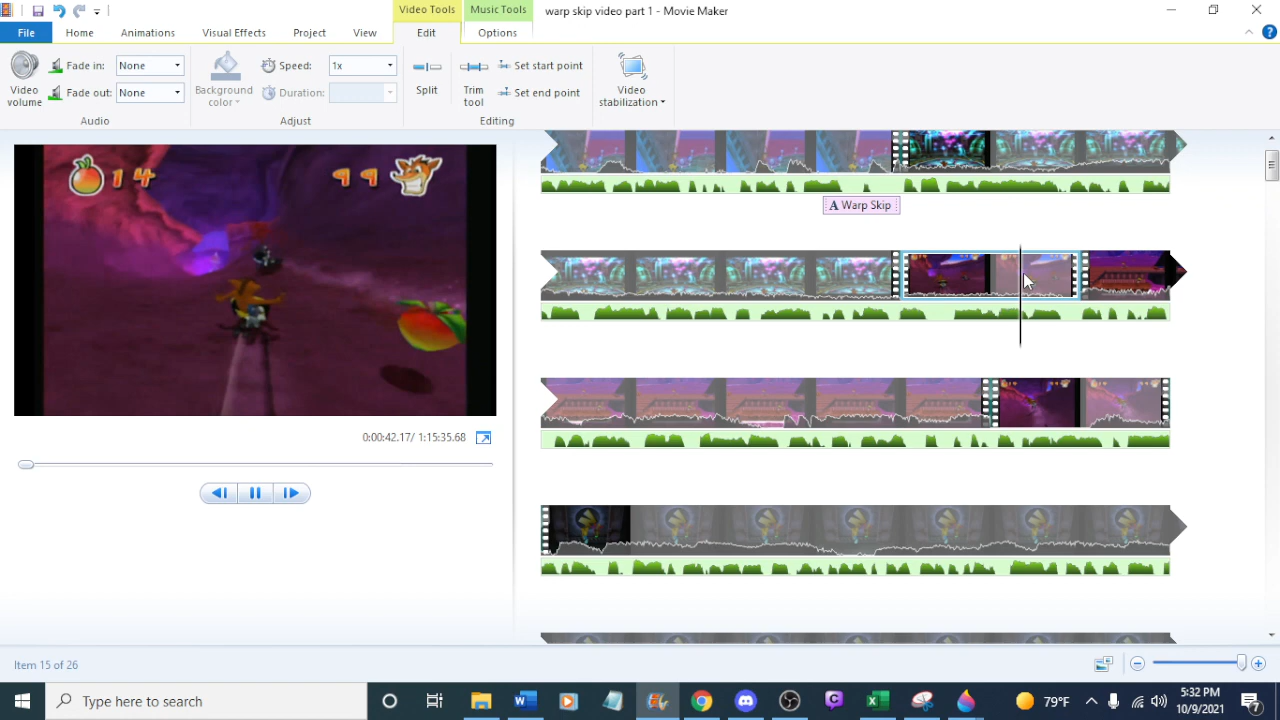 Video Tools Music Tools warp skip video part 1 - Movie Maker
File Home Animations Visual Effects Project View Edit Options
Video volume
Fade in: None
Fade out: None
Audio
Background color
Speed: 1x
Duration:
Adjust
Split
Trim tool
Set start point
Set end point
Editing
Video stabilization
14 99
A Warp Skip
0:00:42.17/ 1:15:35.68
Item 15 of 26
Type here to search
79°F
5:32 PM
10/9/2021
7